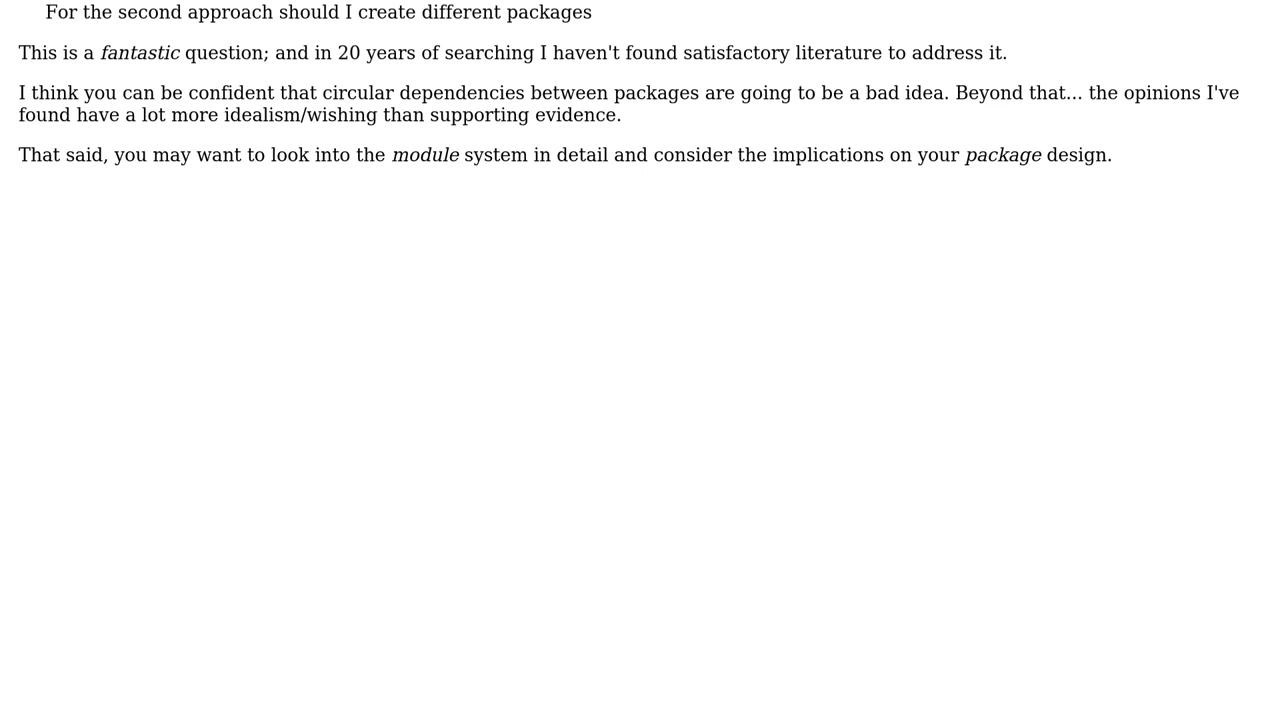 For the second approach should I create different packages
This is a fantastic question; and in 20 years of searching I haven't found satisfactory literature to address it.
I think you can be confident that circular dependencies between packages are going to be a bad idea. Beyond that... the opinions I've
found have a lot more idealism/wishing than supporting evidence.
That said, you may want to look into the module system in detail and consider the implications on your package design.